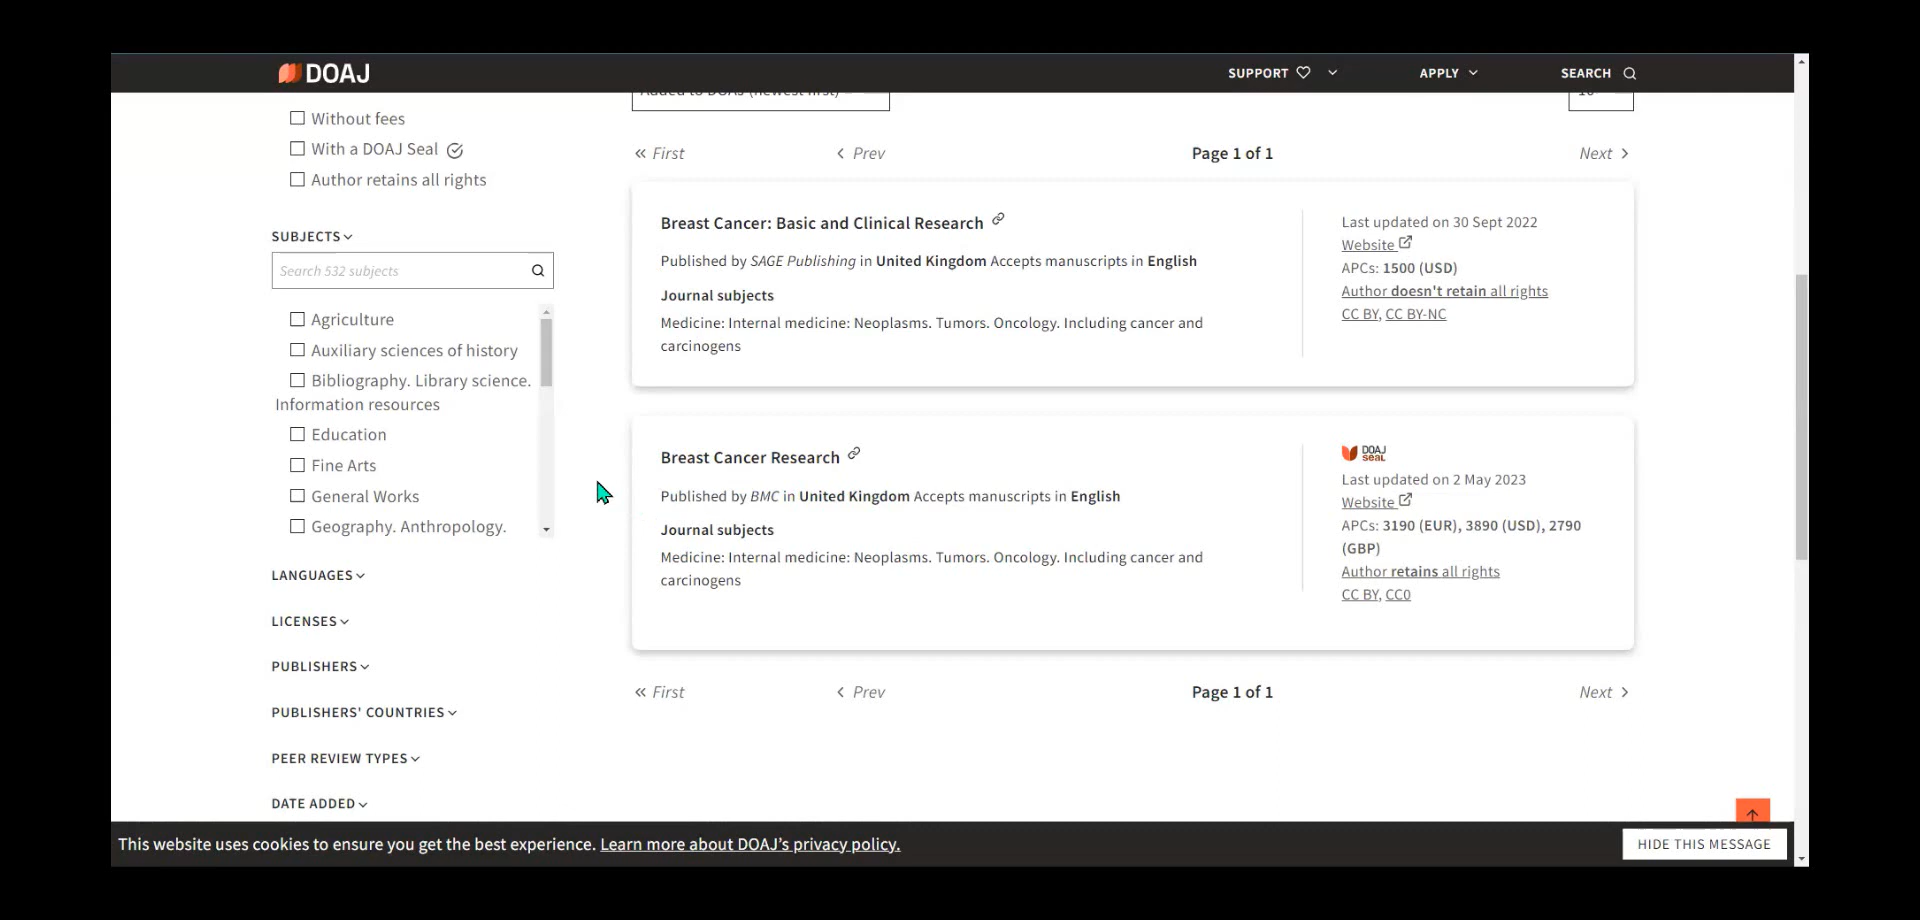 DOAJ
SUPPORT
APPLY
SEARCH
Without fees
With a DOAJ Seal
Author retains all rights
SUBJECTS
Search 532 subjects
Agriculture
Auxiliary sciences of history
Bibliography. Library science.
Information resources
Education
Fine Arts
General Works
Geography. Anthropology.
LANGUAGES
LICENSES
PUBLISHERS
PUBLISHERS' COUNTRIES
PEER REVIEW TYPES
DATE ADDED
Added to DOAJ (newest first)
10
« First
‹ Prev
Page 1 of 1
Next ›
Breast Cancer: Basic and Clinical Research
Published by SAGE Publishing in United Kingdom Accepts manuscripts in English
Journal subjects
Medicine: Internal medicine: Neoplasms. Tumors. Oncology. Including cancer and
carcinogens
Last updated on 30 Sept 2022
Website
APCs: 1500 (USD)
Author doesn't retain all rights
CC BY, CC BY-NC
Breast Cancer Research
Published by BMC in United Kingdom Accepts manuscripts in English
Journal subjects
Medicine: Internal medicine: Neoplasms. Tumors. Oncology. Including cancer and
carcinogens
DOAJ
SEAL
Last updated on 2 May 2023
Website
APCs: 3190 (EUR), 3890 (USD), 2790
(GBP)
Author retains all rights
CC BY, CC0
« First
‹ Prev
Page 1 of 1
Next ›
This website uses cookies to ensure you get the best experience. Learn more about DOAJ’s privacy policy.
HIDE THIS MESSAGE